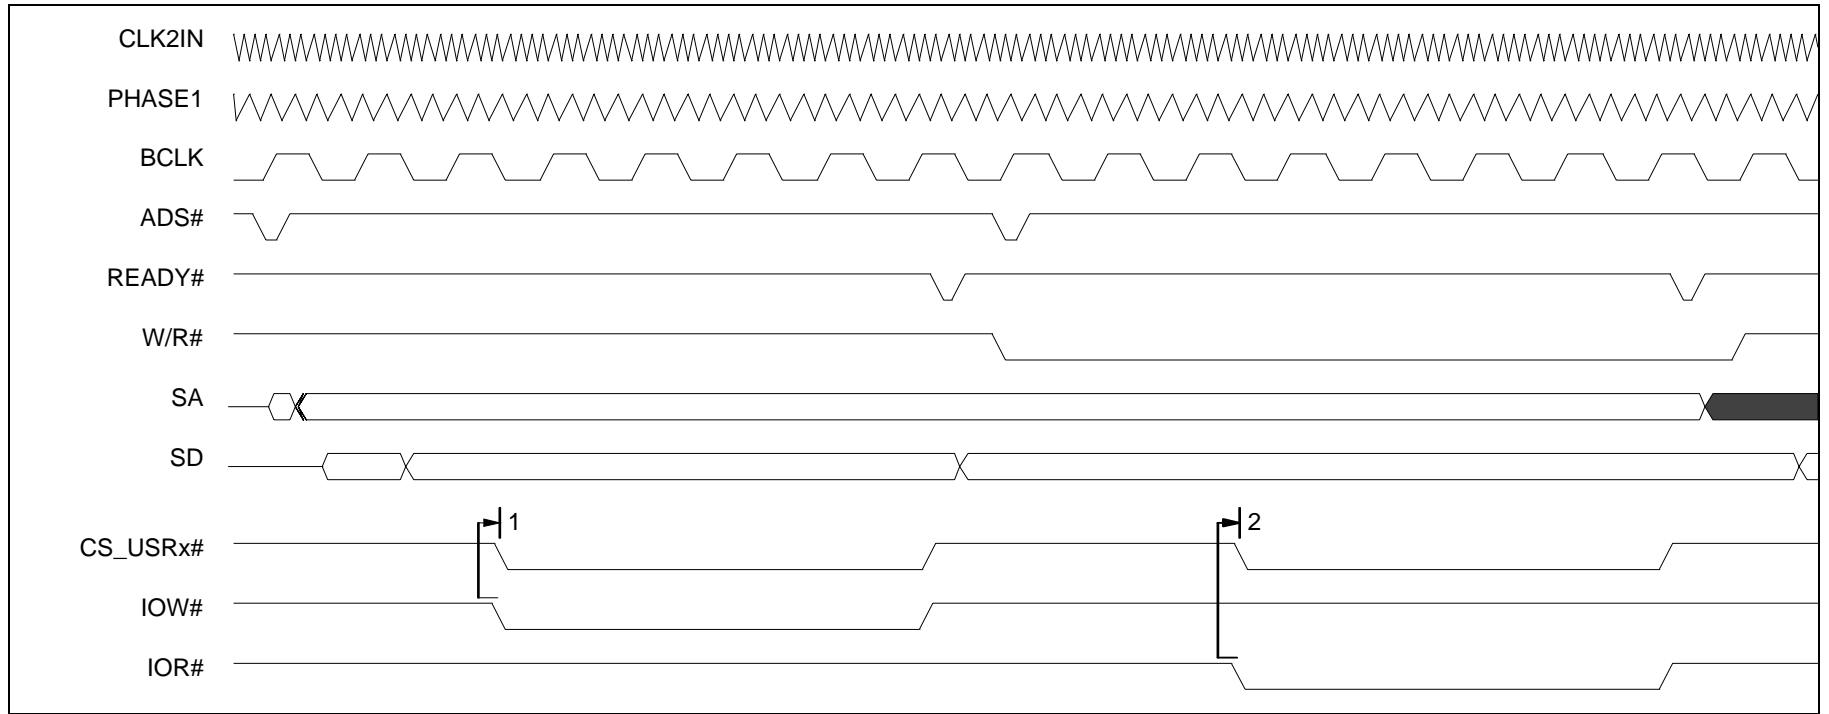 CLK2IN
PHASE1
BCLK
ADS#
READY#
W/R#
SA
SD
1
2
CS_USRx#
IOW#
IOR#